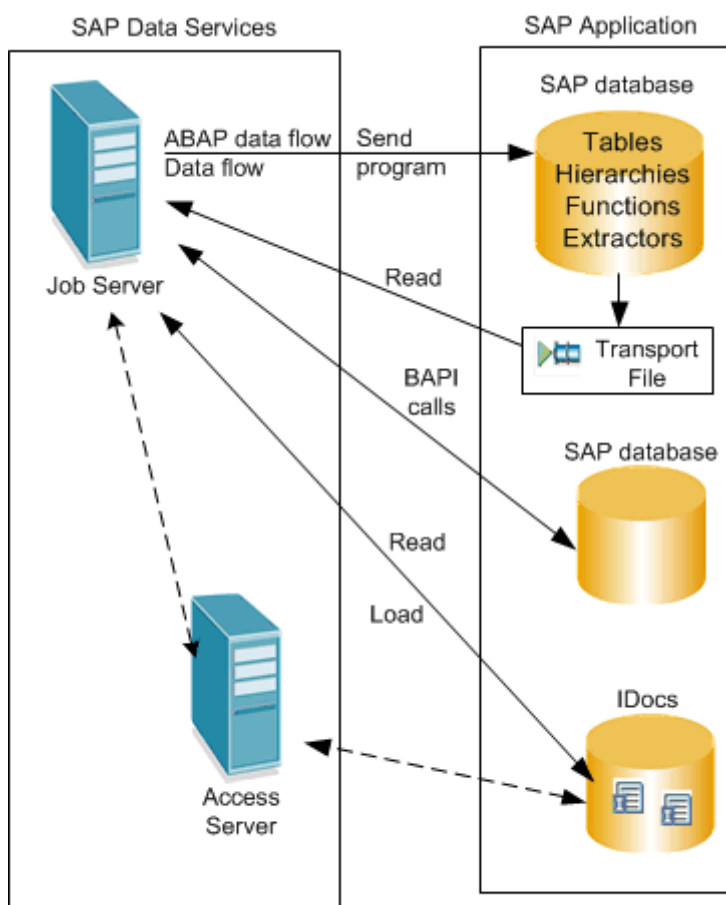 SAP Data Services
SAP Application
SAP database
ABAP data flow
Data flow
Send
program
Tables
Hierarchies
Functions
Extractors
Job Server
Read
Transport
File
BAPI
calls
SAP database
Read
Load
IDocs
Access
Server